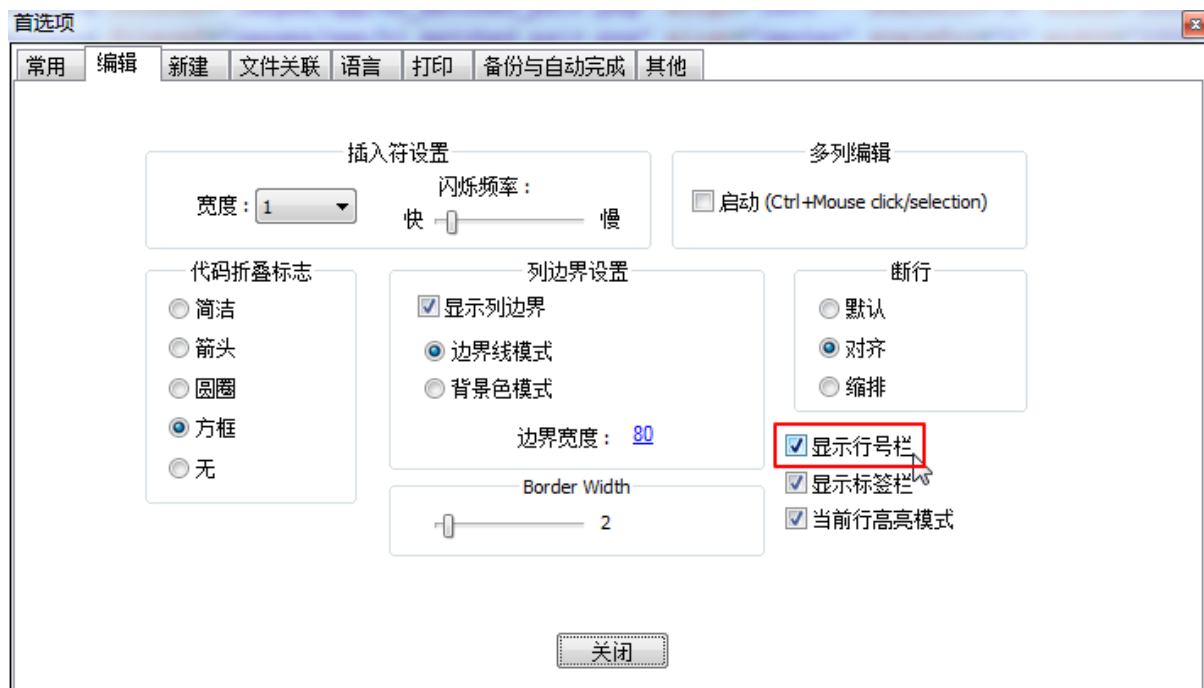 首选项
常用 编辑 新建 文件关联 语言 打印 备份与自动完成 其他
插入符设置
宽度： 1
闪烁频率：
快 慢
多列编辑
启动 (Ctrl+Mouse click/selection)
代码折叠标志
简洁
箭头
圆圈
方框
无
列边界设置
显示列边界
边界线模式
背景色模式
边界宽度： 80
Border Width
2
断行
默认
对齐
缩排
显示行号栏
显示标签栏
当前行高亮模式
关闭